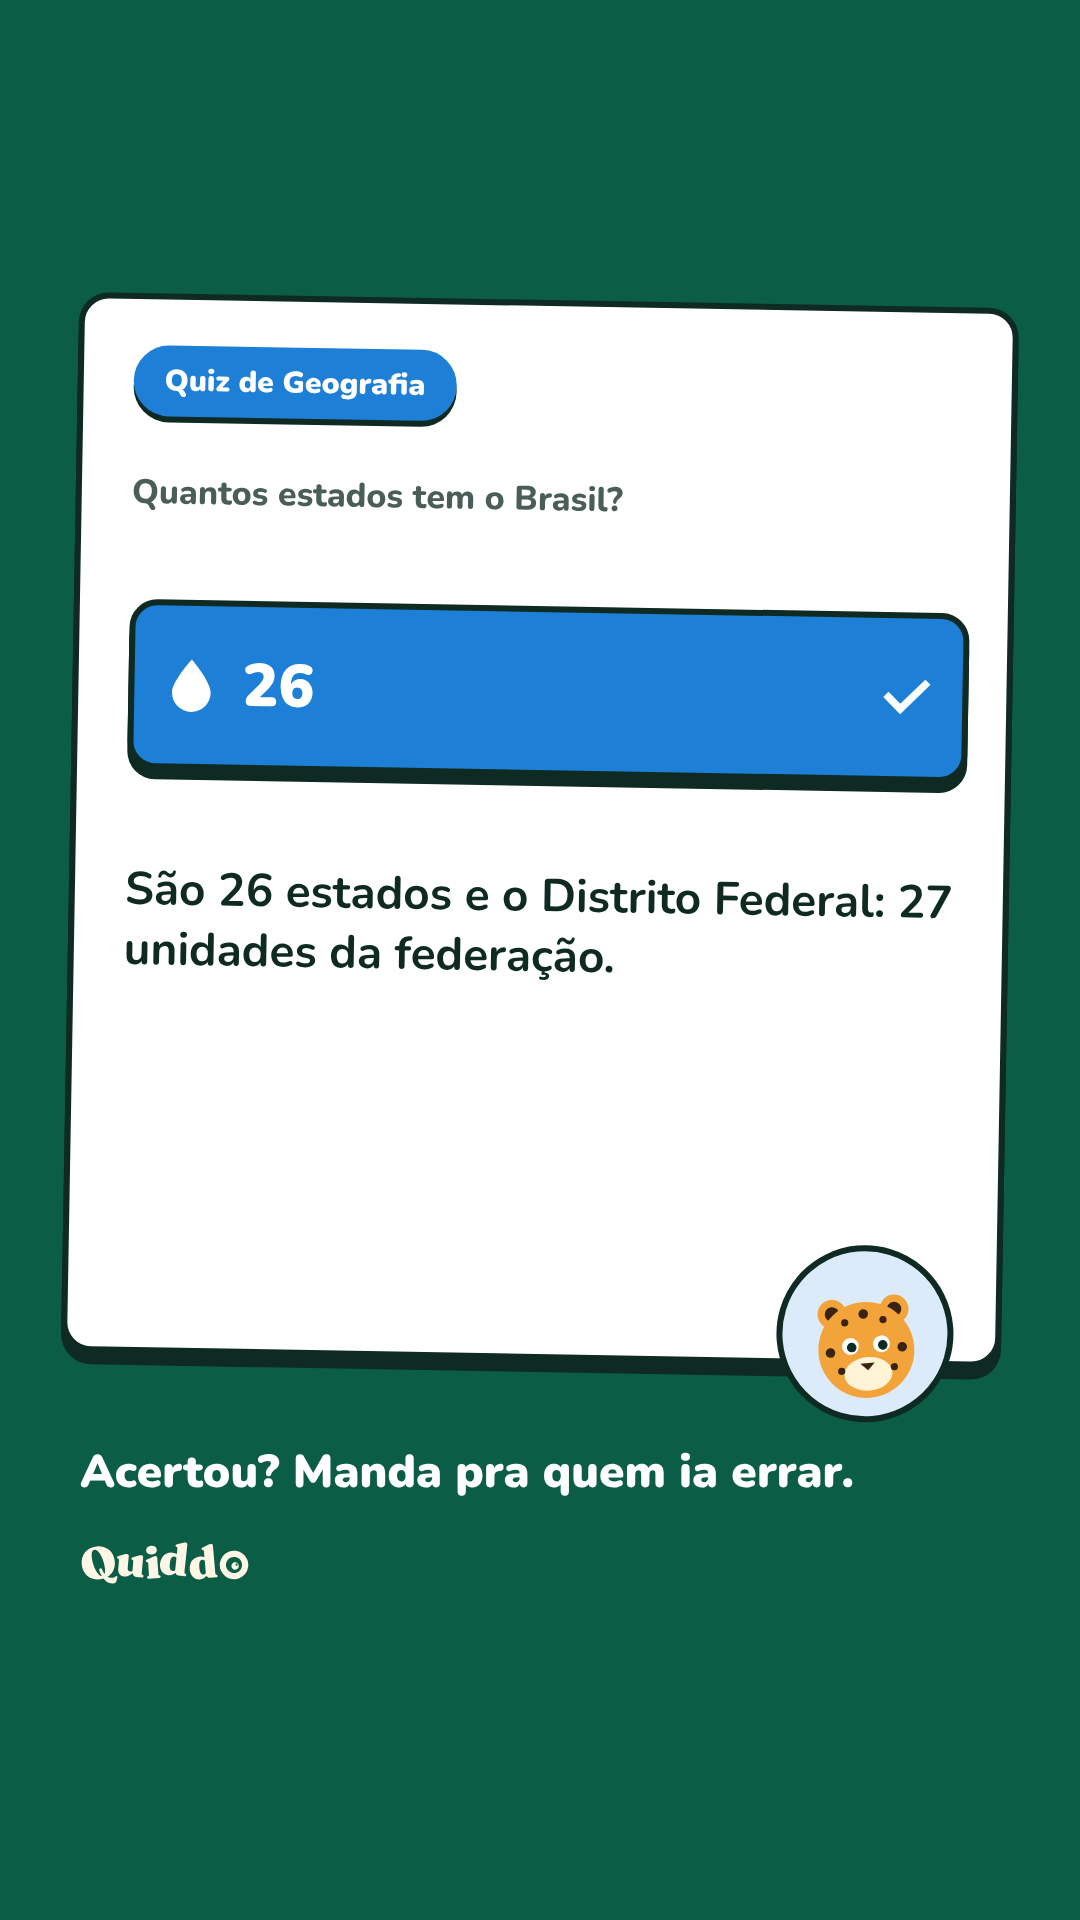 Quiz de Geografia
Quantos estados tem o Brasil?
26
São 26 estados e o Distrito Federal: 27
unidades da federação.
Acertou? Manda pra quem ia errar.
Quiddo